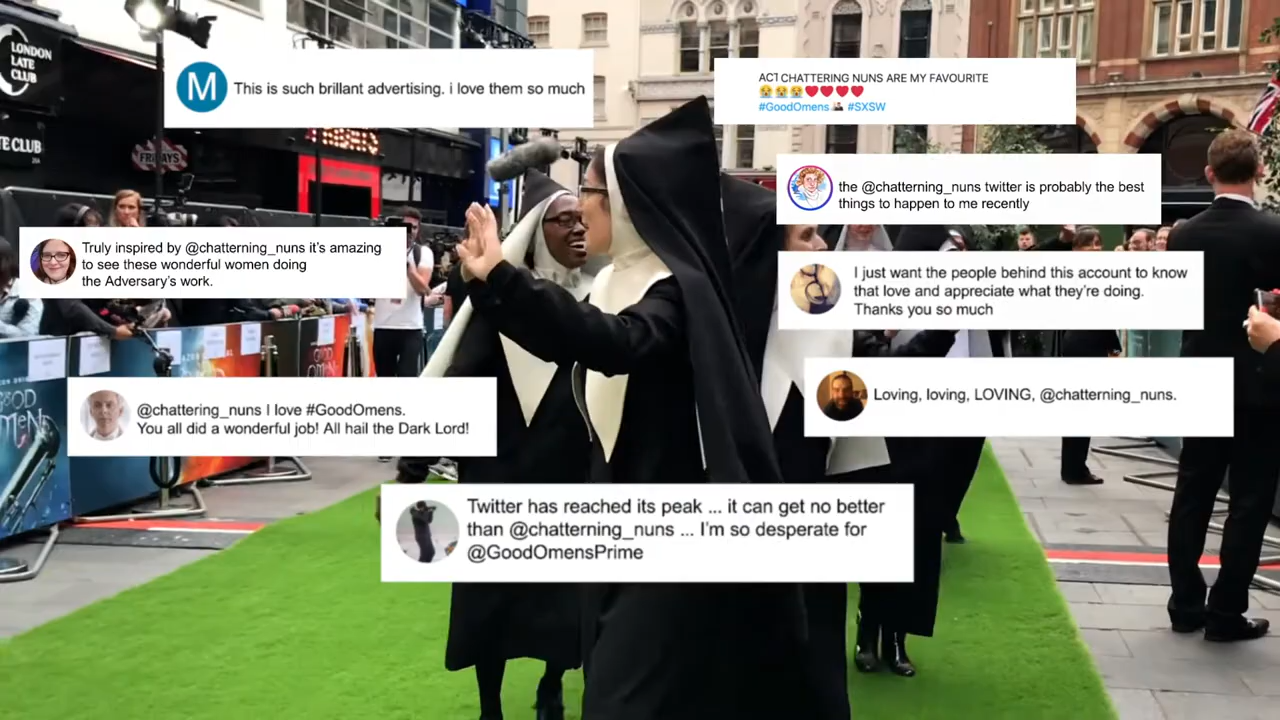 LONDON
LATE
CLUB
TE CLUB
FRIDAYS
M
This is such brillant advertising. i love them so much
ACT CHATTERING NUNS ARE MY FAVOURITE
😭😭😭❤️❤️❤️❤️
#GoodOmens #SXSW
the @chatterning_nuns twitter is probably the best
things to happen to me recently
Truly inspired by @chatterning_nuns it's amazing
to see these wonderful women doing
the Adversary's work.
I just want the people behind this account to know
that love and appreciate what they're doing.
Thanks you so much
@chattering_nuns I love #GoodOmens.
You all did a wonderful job! All hail the Dark Lord!
Loving, loving, LOVING, @chatterning_nuns.
Twitter has reached its peak ... it can get no better
than @chatterning_nuns ... I'm so desperate for
@GoodOmensPrime
GOOD
OMENS